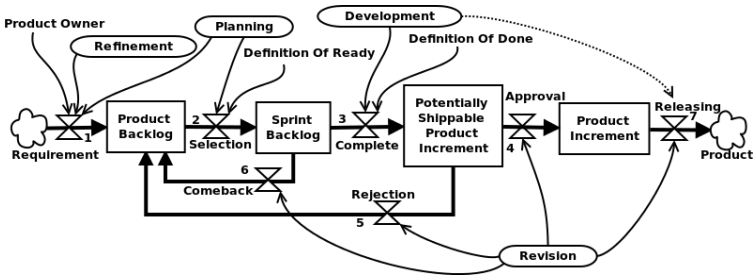 Product Owner
Refinement
Planning
Definition Of Ready
Development
Definition Of Done
Requirement
1
Product
Backlog
2
Selection
Sprint
Backlog
3
Complete
Potentially
Shippable
Product
Increment
Approval
4
Product
Increment
Releasing
7
Product
6
Comeback
Rejection
5
Revision